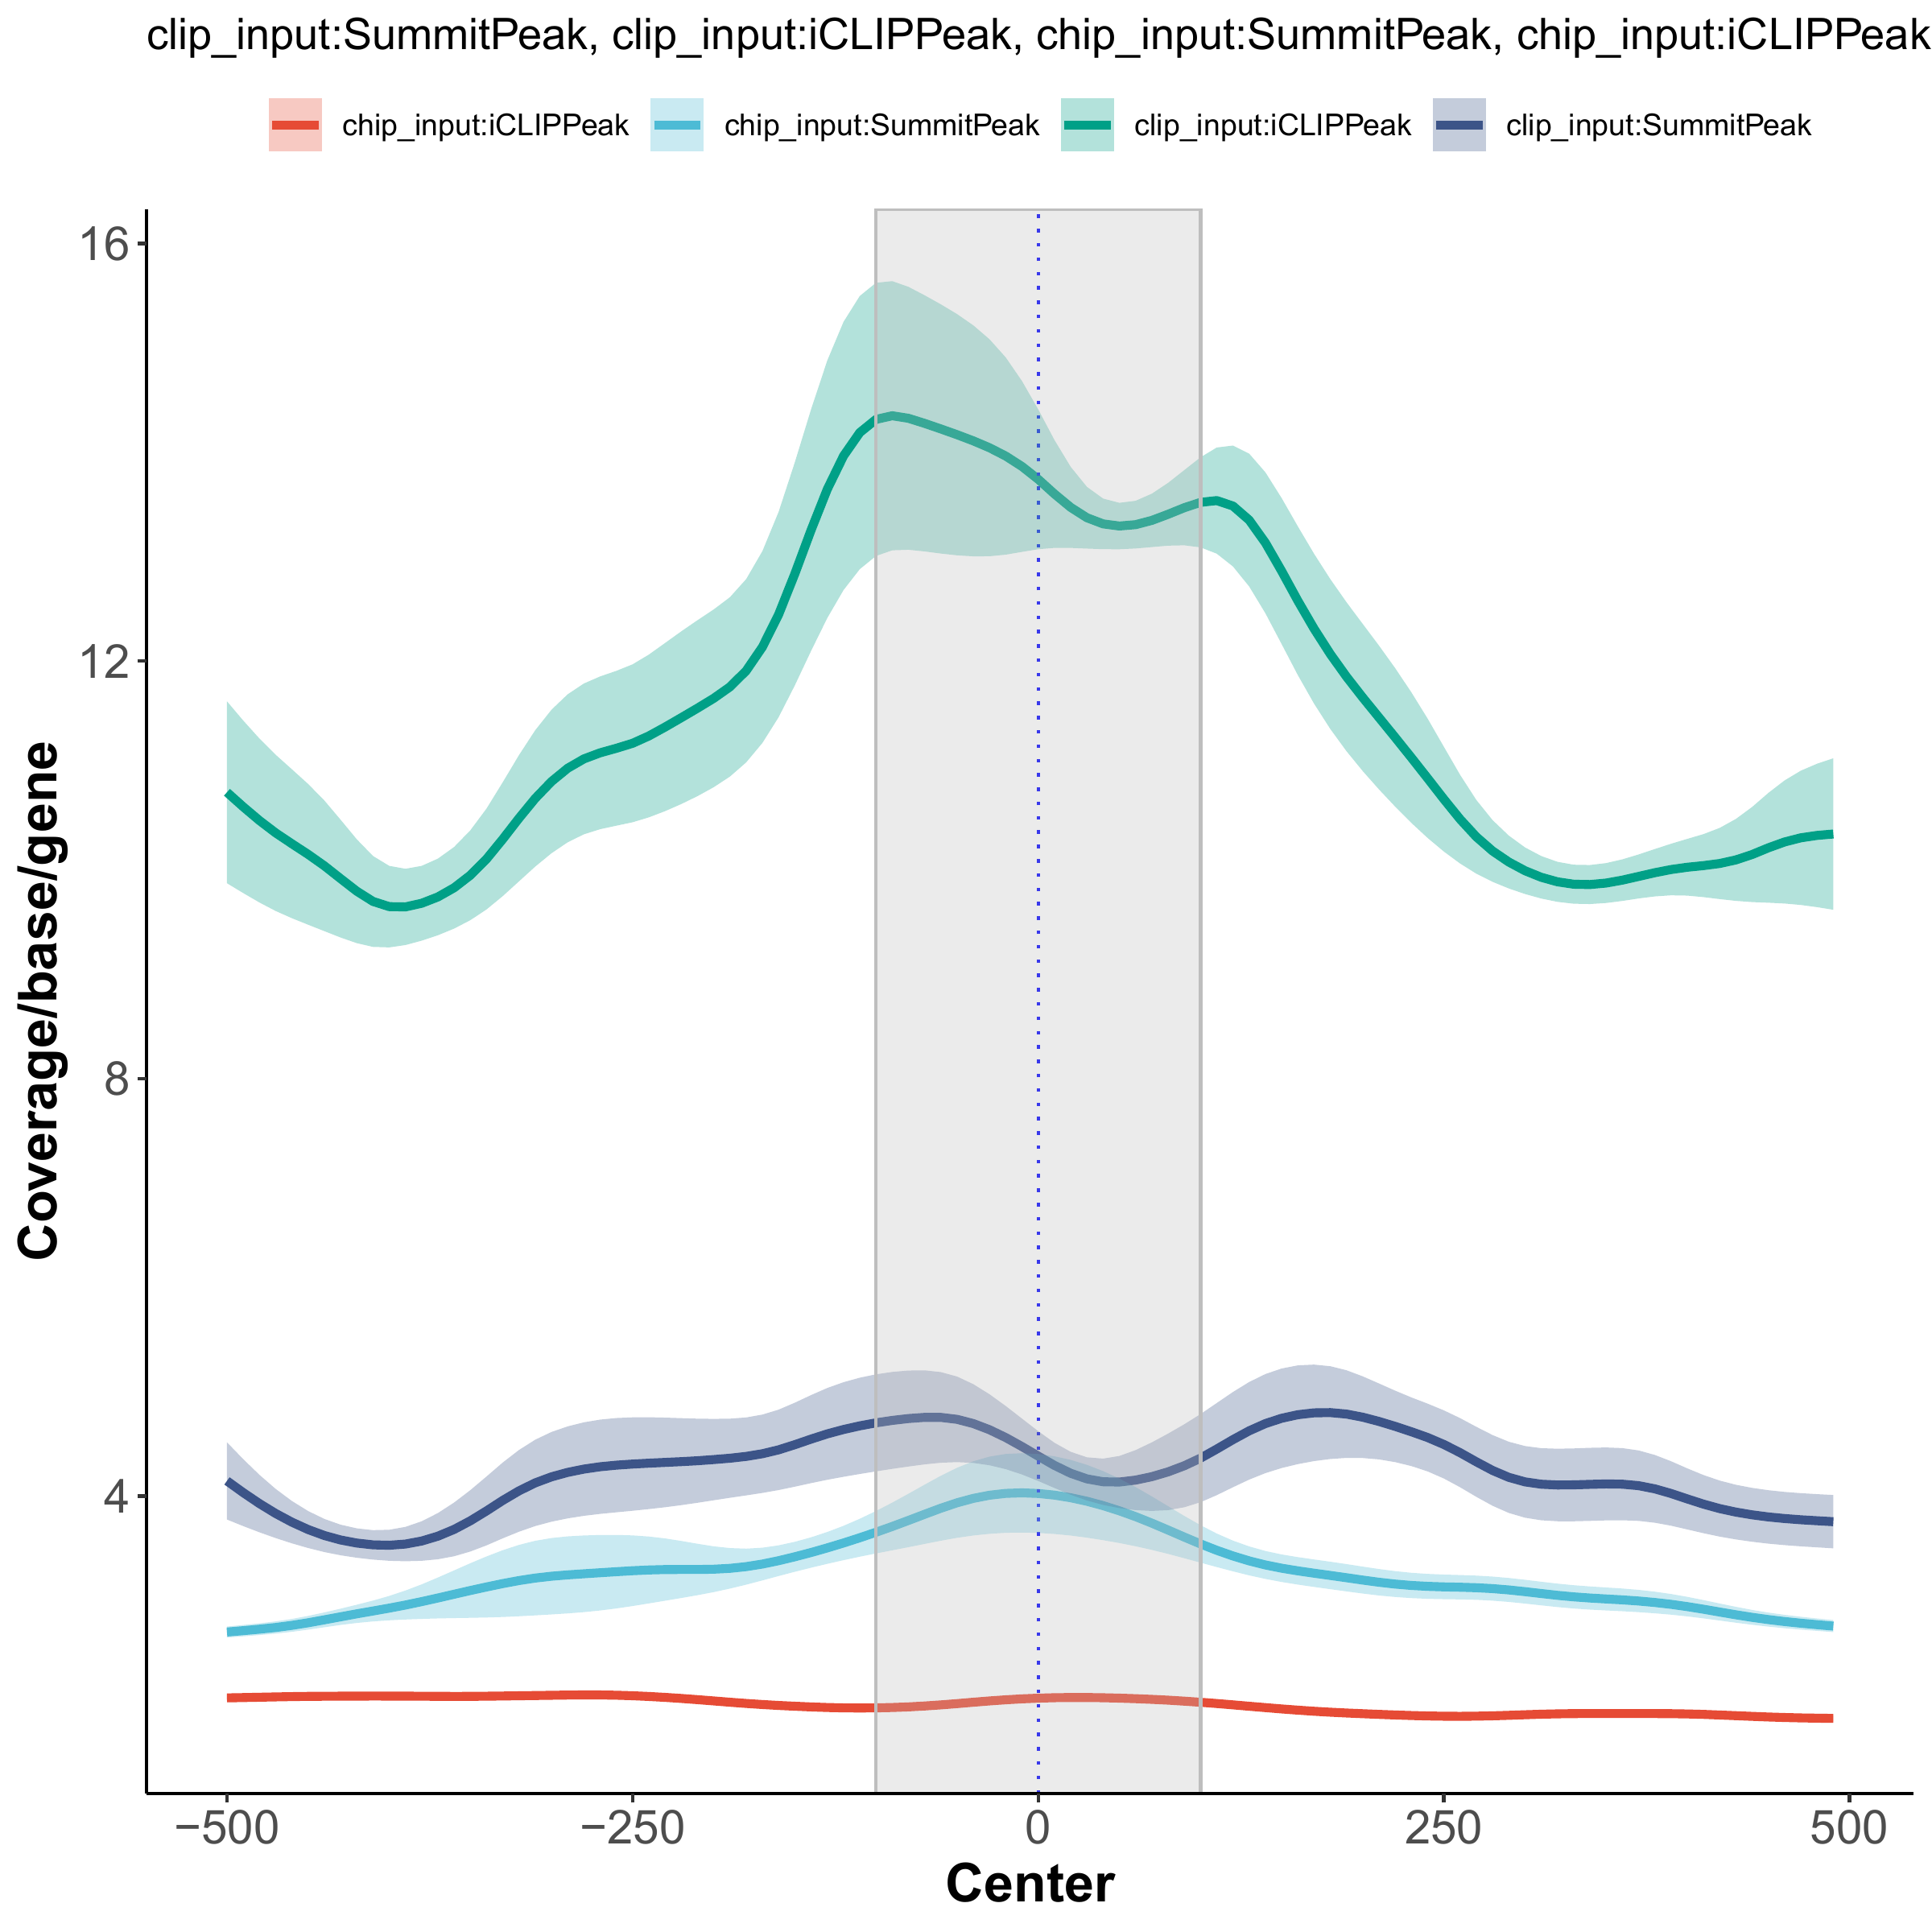 clip_input:SummitPeak, clip_input:iCLIPPeak, chip_input:SummitPeak, chip_input:iCLIPPeak
chip_input:iCLIPPeak chip_input:SummitPeak clip_input:iCLIPPeak clip_input:SummitPeak
16
12
8
4
Coverage/base/gene
−500 −250 0 250 500
Center